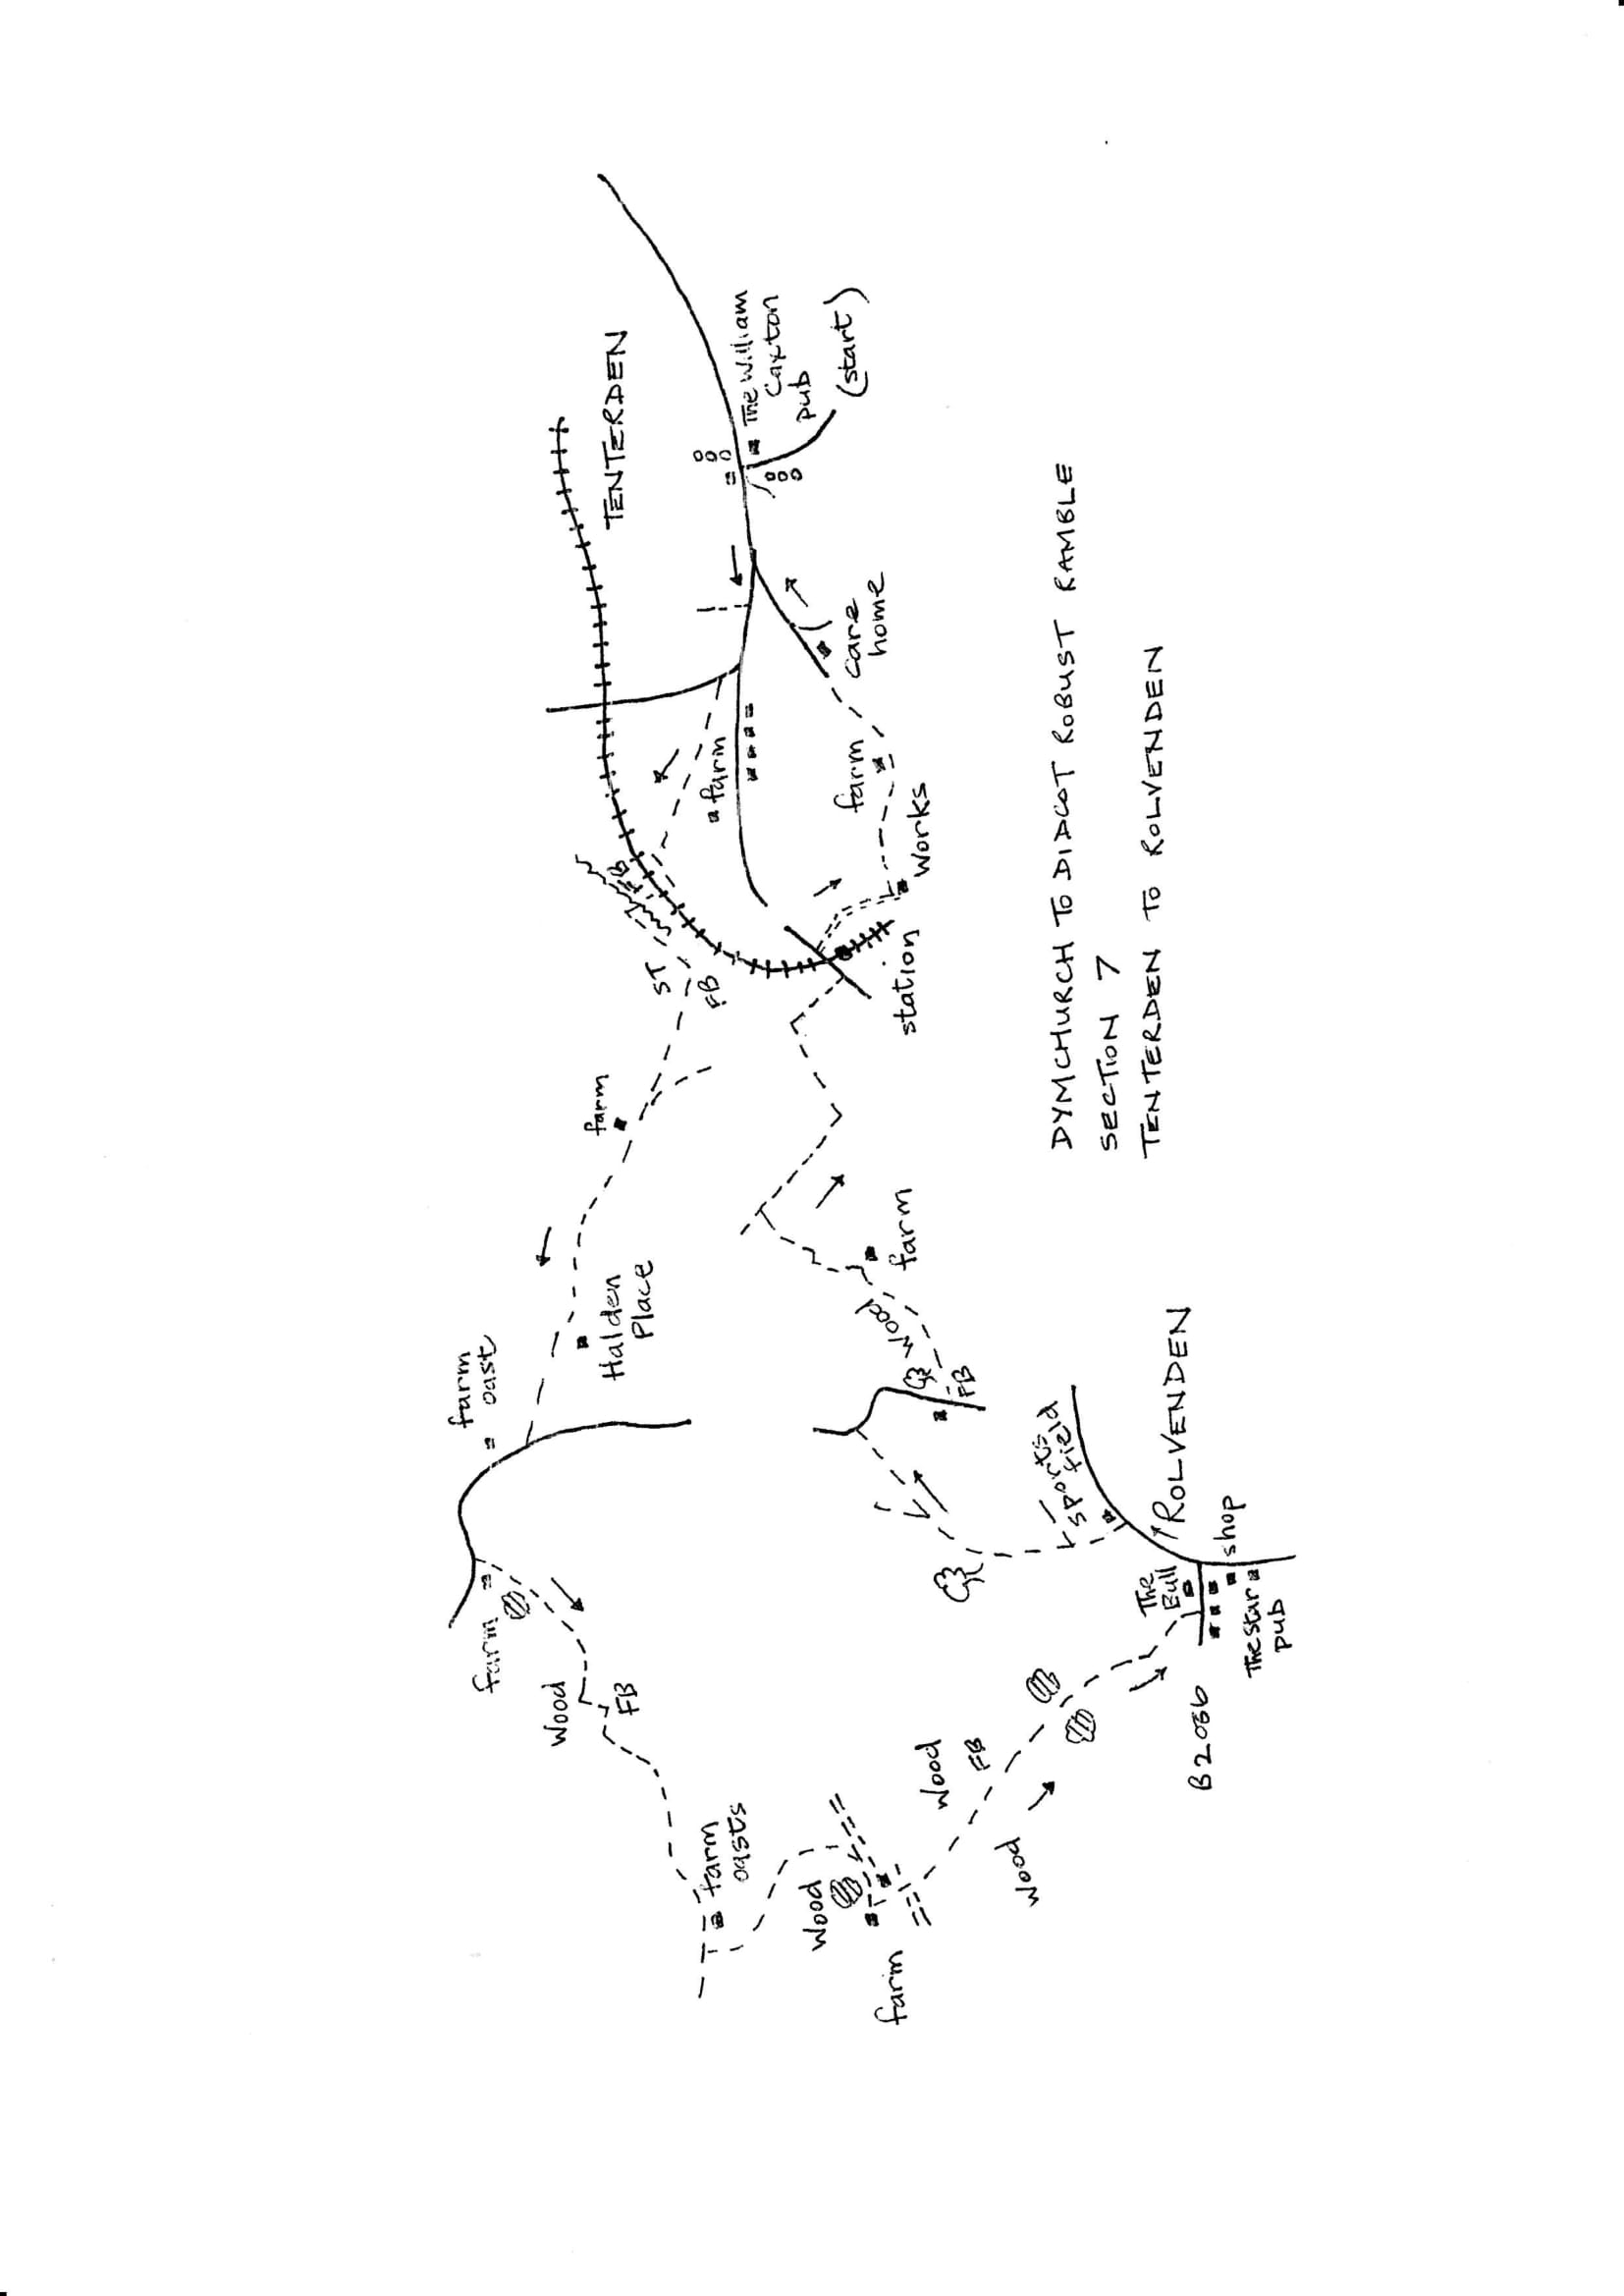 farm
oast
farm
Wood
FB
Halden
Place
farm
ST
FB
FB
TENTERDEN
farm
The William
Caxton
pub
(start)
farm
oasts
Wood
farm
Wood
FB
Wood
Wood
FB
farm
station
Works
farm
care
home
sports
field
The
Bull
ROLVENDEN
B2086
shop
The Star
pub
DYMCHURCH TO DIDCOT ROBUST RAMBLE
SECTION 7
TENTERDEN TO ROLVENDEN